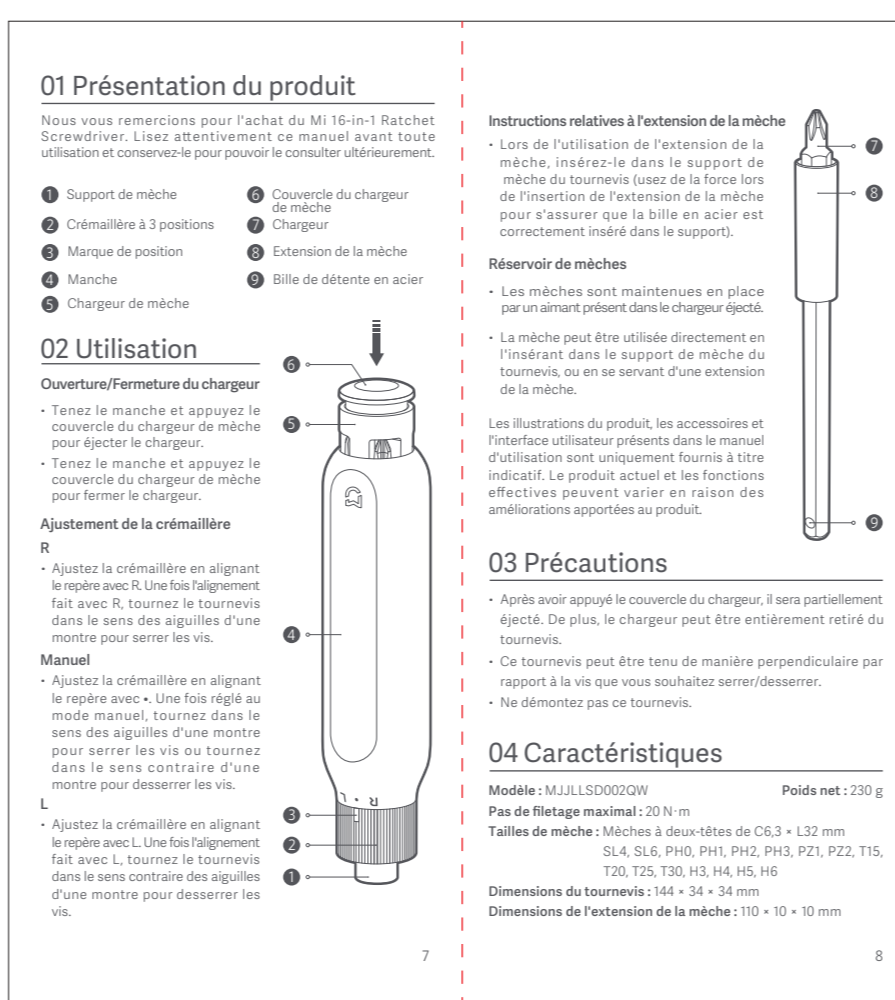 01 Présentation du produit
Nous vous remercions pour l'achat du Mi 16-in-1 Ratchet
Screwdriver. Lisez attentivement ce manuel avant toute
utilisation et conservez-le pour pouvoir le consulter ultérieurement.
1 Support de mèche
2 Crémaillère à 3 positions
3 Marque de position
4 Manche
5 Chargeur de mèche
6 Couvercle du chargeur
de mèche
7 Chargeur
8 Extension de la mèche
9 Bille de détente en acier
02 Utilisation
Ouverture/Fermeture du chargeur
• Tenez le manche et appuyez le
couvercle du chargeur de mèche
pour éjecter le chargeur.
• Tenez le manche et appuyez le
couvercle du chargeur de mèche
pour fermer le chargeur.
Ajustement de la crémaillère
R
• Ajustez la crémaillère en alignant
le repère avec R. Une fois l'alignement
fait avec R, tournez le tournevis
dans le sens des aiguilles d'une
montre pour serrer les vis.
Manuel
• Ajustez la crémaillère en alignant
le repère avec •. Une fois réglé au
mode manuel, tournez dans le
sens des aiguilles d'une montre
pour serrer les vis ou tournez
dans le sens contraire d'une
montre pour desserrer les vis.
L
• Ajustez la crémaillère en alignant
le repère avec L. Une fois l'alignement
fait avec L, tournez le tournevis
dans le sens contraire des aiguilles
d'une montre pour desserrer les
vis.
6
5
4
L • R
3
2
1
7
Instructions relatives à l'extension de la mèche
• Lors de l'utilisation de l'extension de la
mèche, insérez-le dans le support de
mèche du tournevis (usez de la force lors
de l'insertion de l'extension de la mèche
pour s'assurer que la bille en acier est
correctement inséré dans le support).
Réservoir de mèches
• Les mèches sont maintenues en place
par un aimant présent dans le chargeur éjecté.
• La mèche peut être utilisée directement en
l'insérant dans le support de mèche du
tournevis, ou en se servant d'une extension
de la mèche.
Les illustrations du produit, les accessoires et
l'interface utilisateur présents dans le manuel
d'utilisation sont uniquement fournis à titre
indicatif. Le produit actuel et les fonctions
effectives peuvent varier en raison des
améliorations apportées au produit.
7
8
9
03 Précautions
• Après avoir appuyé le couvercle du chargeur, il sera partiellement
éjecté. De plus, le chargeur peut être entièrement retiré du
tournevis.
• Ce tournevis peut être tenu de manière perpendiculaire par
rapport à la vis que vous souhaitez serrer/desserrer.
• Ne démontez pas ce tournevis.
04 Caractéristiques
Modèle : MJJLLSD002QW Poids net : 230 g
Pas de filetage maximal : 20 N·m
Tailles de mèche : Mèches à deux-têtes de C6,3 × L32 mm
SL4, SL6, PH0, PH1, PH2, PH3, PZ1, PZ2, T15,
T20, T25, T30, H3, H4, H5, H6
Dimensions du tournevis : 144 × 34 × 34 mm
Dimensions de l'extension de la mèche : 110 × 10 × 10 mm
8